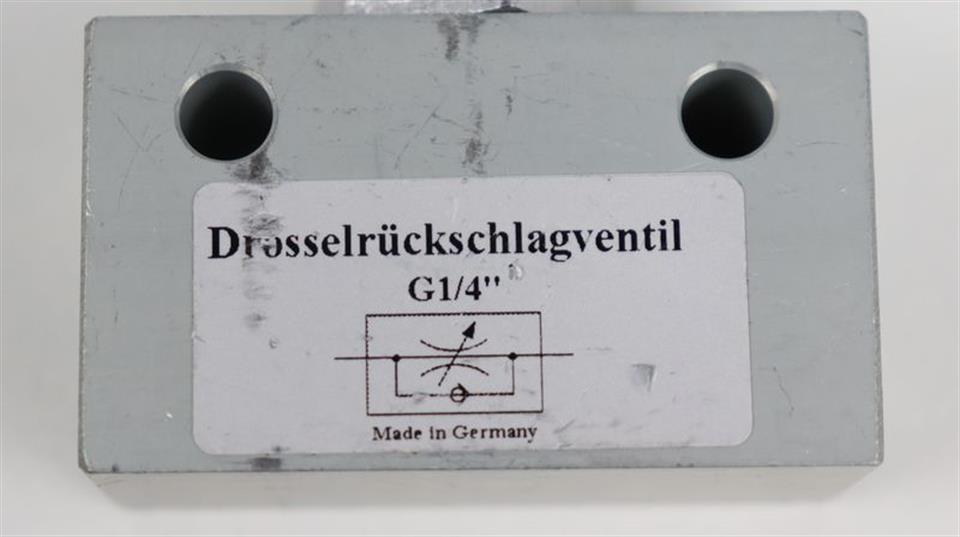 Drosselrückschlagventil
G1/4"
Made in Germany